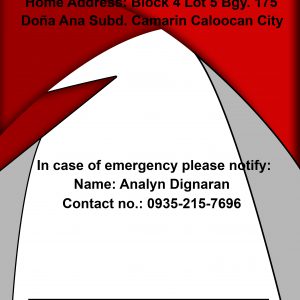 Home Address: Block 4 Lot 5 Bgy. 175
Doña Ana Subd. Camarin Caloocan City
In case of emergency please notify:
Name: Analyn Dignaran
Contact no.: 0935-215-7696